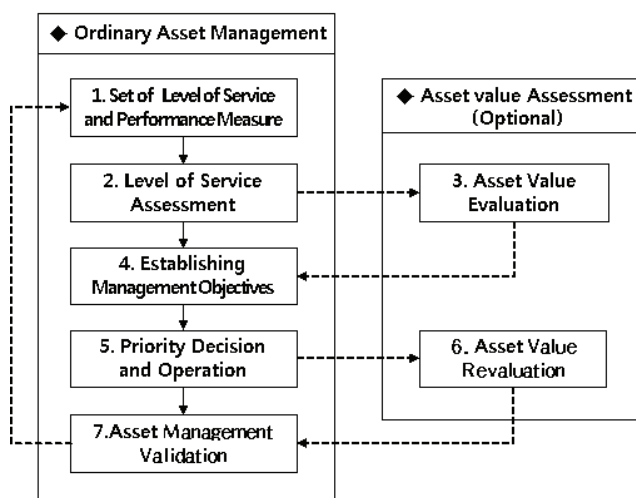 ◆ Ordinary Asset Management
1. Set of Level of Service
and Performance Measure
2. Level of Service
Assessment
4. Establishing
Management Objectives
5. Priority Decision
and Operation
7.Asset Management
Validation
◆ Asset value Assessment
(Optional)
3. Asset Value
Evaluation
6. Asset Value
Revaluation